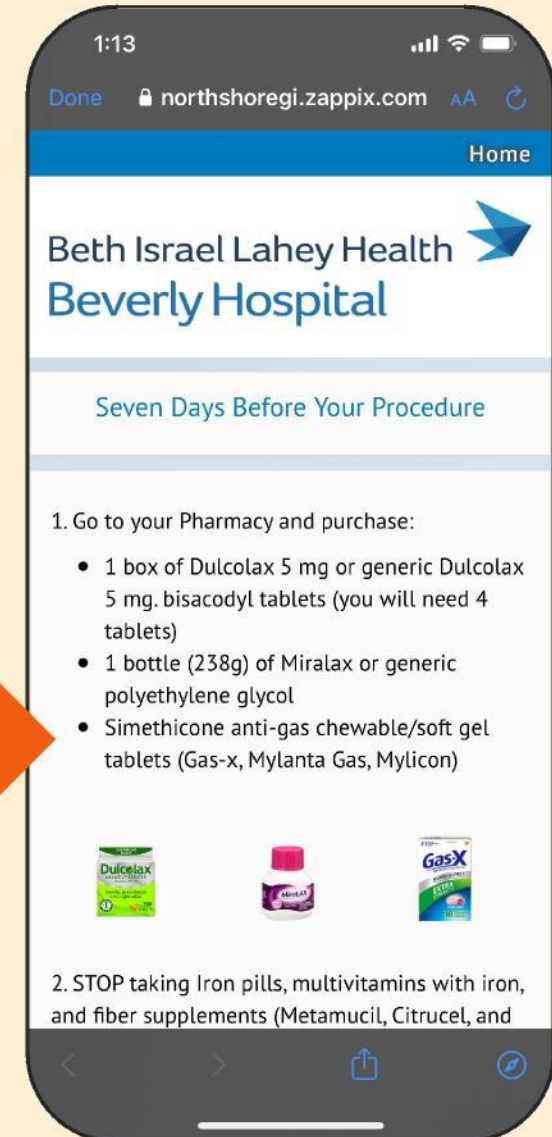 1:13
Done northshoregi.zappix.com AA
Home
Beth Israel Lahey Health
Beverly Hospital
Seven Days Before Your Procedure
1. Go to your Pharmacy and purchase:
• 1 box of Dulcolax 5 mg or generic Dulcolax
5 mg. bisacodyl tablets (you will need 4
tablets)
• 1 bottle (238g) of Miralax or generic
polyethylene glycol
• Simethicone anti-gas chewable/soft gel
tablets (Gas-x, Mylanta Gas, Mylicon)
Dulcolax
MiraLAX
Gas-X
EXTRA
2. STOP taking Iron pills, multivitamins with iron,
and fiber supplements (Metamucil, Citrucel, and